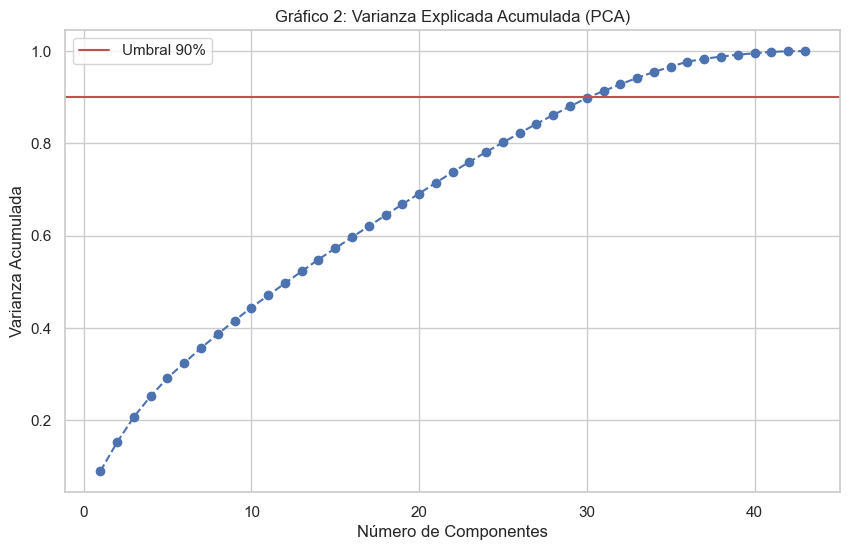 Gráfico 2: Varianza Explicada Acumulada (PCA)
Umbral 90%
1.0
0.8
0.6
0.4
0.2
Varianza Acumulada
0 10 20 30 40
Número de Componentes